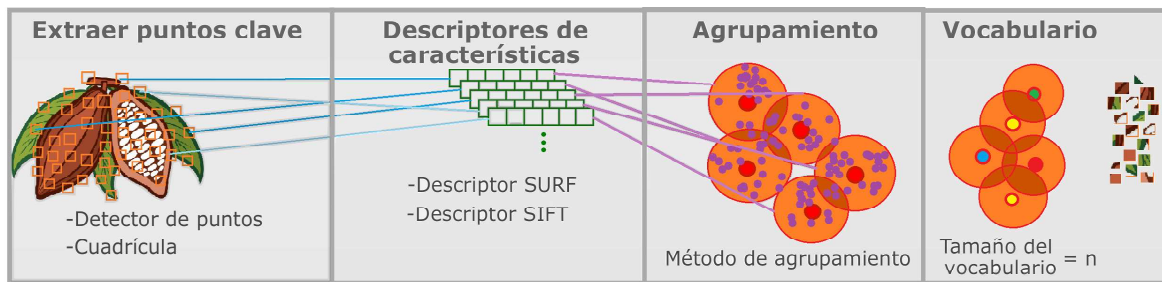 Extraer puntos clave
-Detector de puntos
-Cuadrícula
Descriptores de
características
-Descriptor SURF
-Descriptor SIFT
Agrupamiento
Método de agrupamiento
Vocabulario
Tamaño del
vocabulario = n